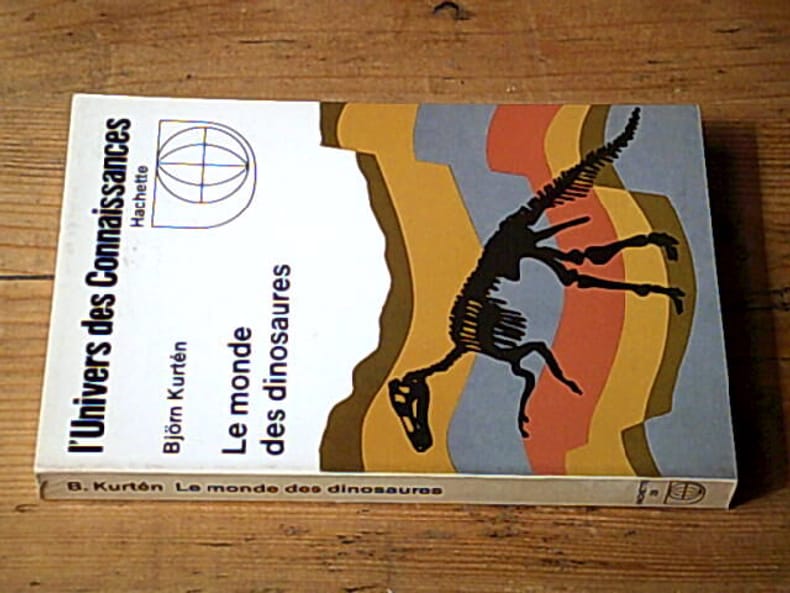 l'Univers des Connaissances
Hachette
Björn Kurtén
Le monde
des dinosaures
B. Kurtén Le monde des dinosaures